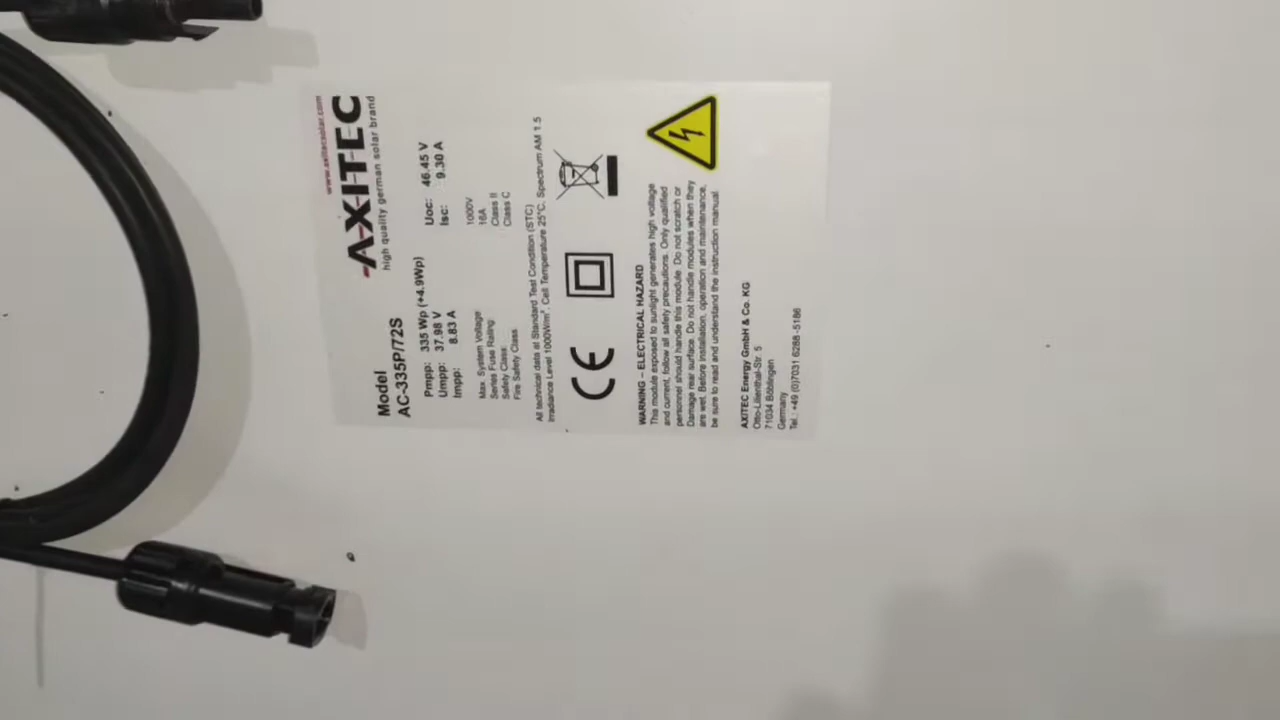 www.axitecsolar.com
AXITEC
high quality german solar brand
Model
AC-335P/72S
Pmpp: 335 Wp (+4.9Wp)
Umpp: 37.98 V Uoc: 46.45 V
Impp: 8.83 A Isc: 9.30 A
Max. System Voltage 1000V
Series Fuse Rating: 16A
Safety Class: Class II
Fire Safety Class Class C
All technical data at Standard Test Condition (STC)
Irradiance Level 1000W/m², Cell Temperature 25°C, Spectrum AM 1.5
CE
WARNING – ELECTRICAL HAZARD
This module exposed to sunlight generates high voltage
and current, follow all safety precautions. Only qualified
personnel should handle this module. Do not scratch or
Damage rear surface. Do not handle modules when they
are wet. Before installation, operation and maintenance,
be sure to read and understand the instruction manual.
AXITEC Energy GmbH & Co. KG
Otto-Lilienthal-Str. 5
71034 Böblingen
Germany
Tel.: +49 (0)7031 6288-5186